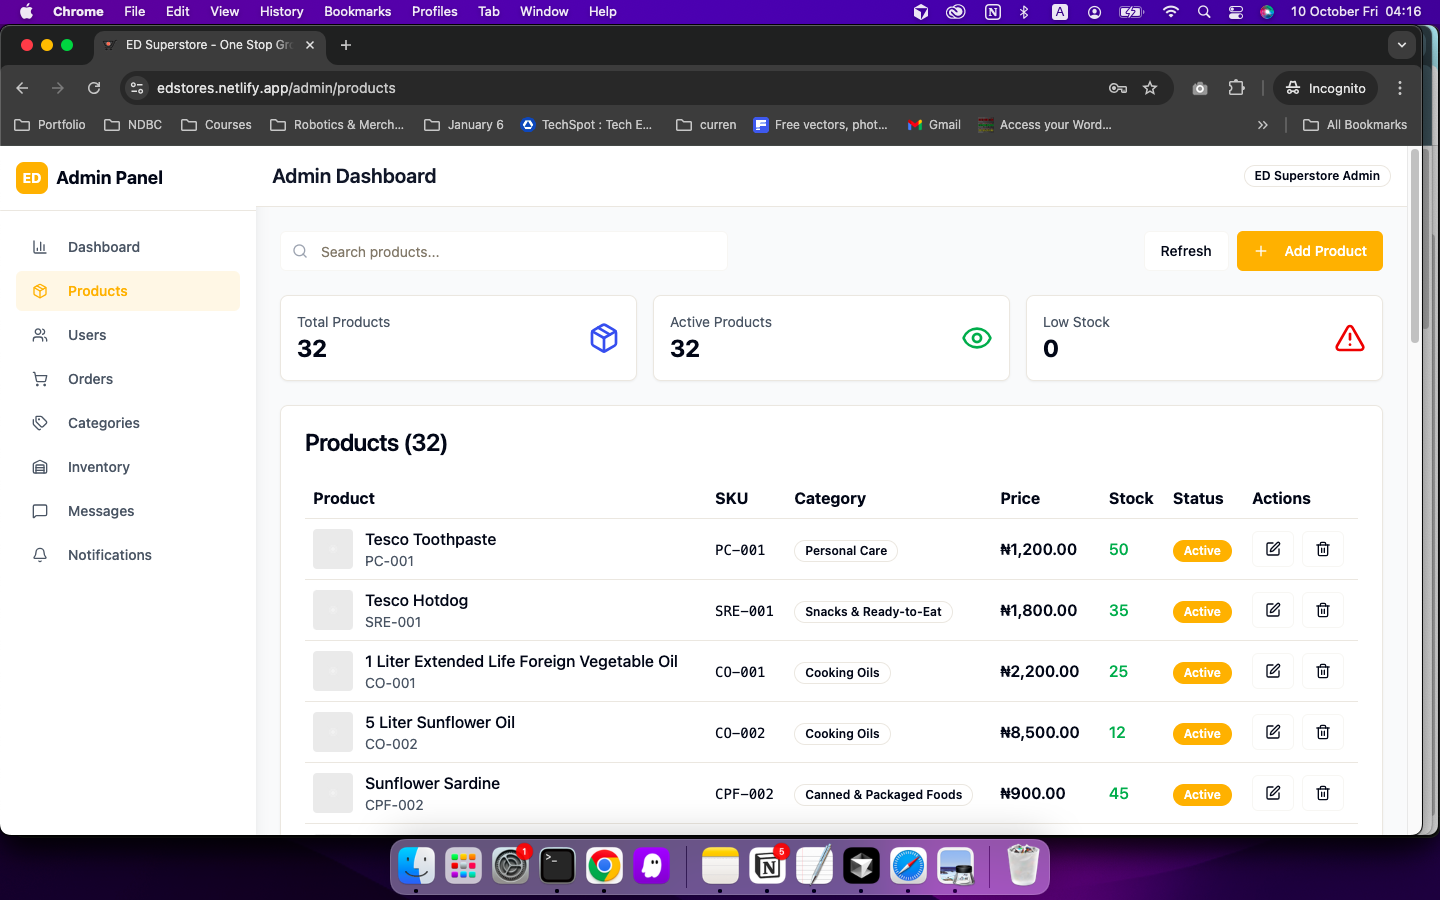 Chrome File Edit View History Bookmarks Profiles Tab Window Help A 10 October Fri 04:16
ED Superstore - One Stop Gr
edstores.netlify.app/admin/products Incognito
Portfolio NDBC Courses Robotics & Merch... January 6 TechSpot : Tech E... curren Free vectors, phot... Gmail Access your Word... » All Bookmarks
ED Admin Panel
Admin Dashboard
ED Superstore Admin
Dashboard
Products
Users
Orders
Categories
Inventory
Messages
Notifications
Search products...
Refresh
+ Add Product
Total Products
32
Active Products
32
Low Stock
0
Products (32)
Product SKU Category Price Stock Status Actions
Tesco Toothpaste PC-001 Personal Care ₦1,200.00 50 Active
PC-001
Tesco Hotdog SRE-001 Snacks & Ready-to-Eat ₦1,800.00 35 Active
SRE-001
1 Liter Extended Life Foreign Vegetable Oil CO-001 Cooking Oils ₦2,200.00 25 Active
CO-001
5 Liter Sunflower Oil CO-002 Cooking Oils ₦8,500.00 12 Active
CO-002
Sunflower Sardine CPF-002 Canned & Packaged Foods ₦900.00 45 Active
CPF-002
1
5